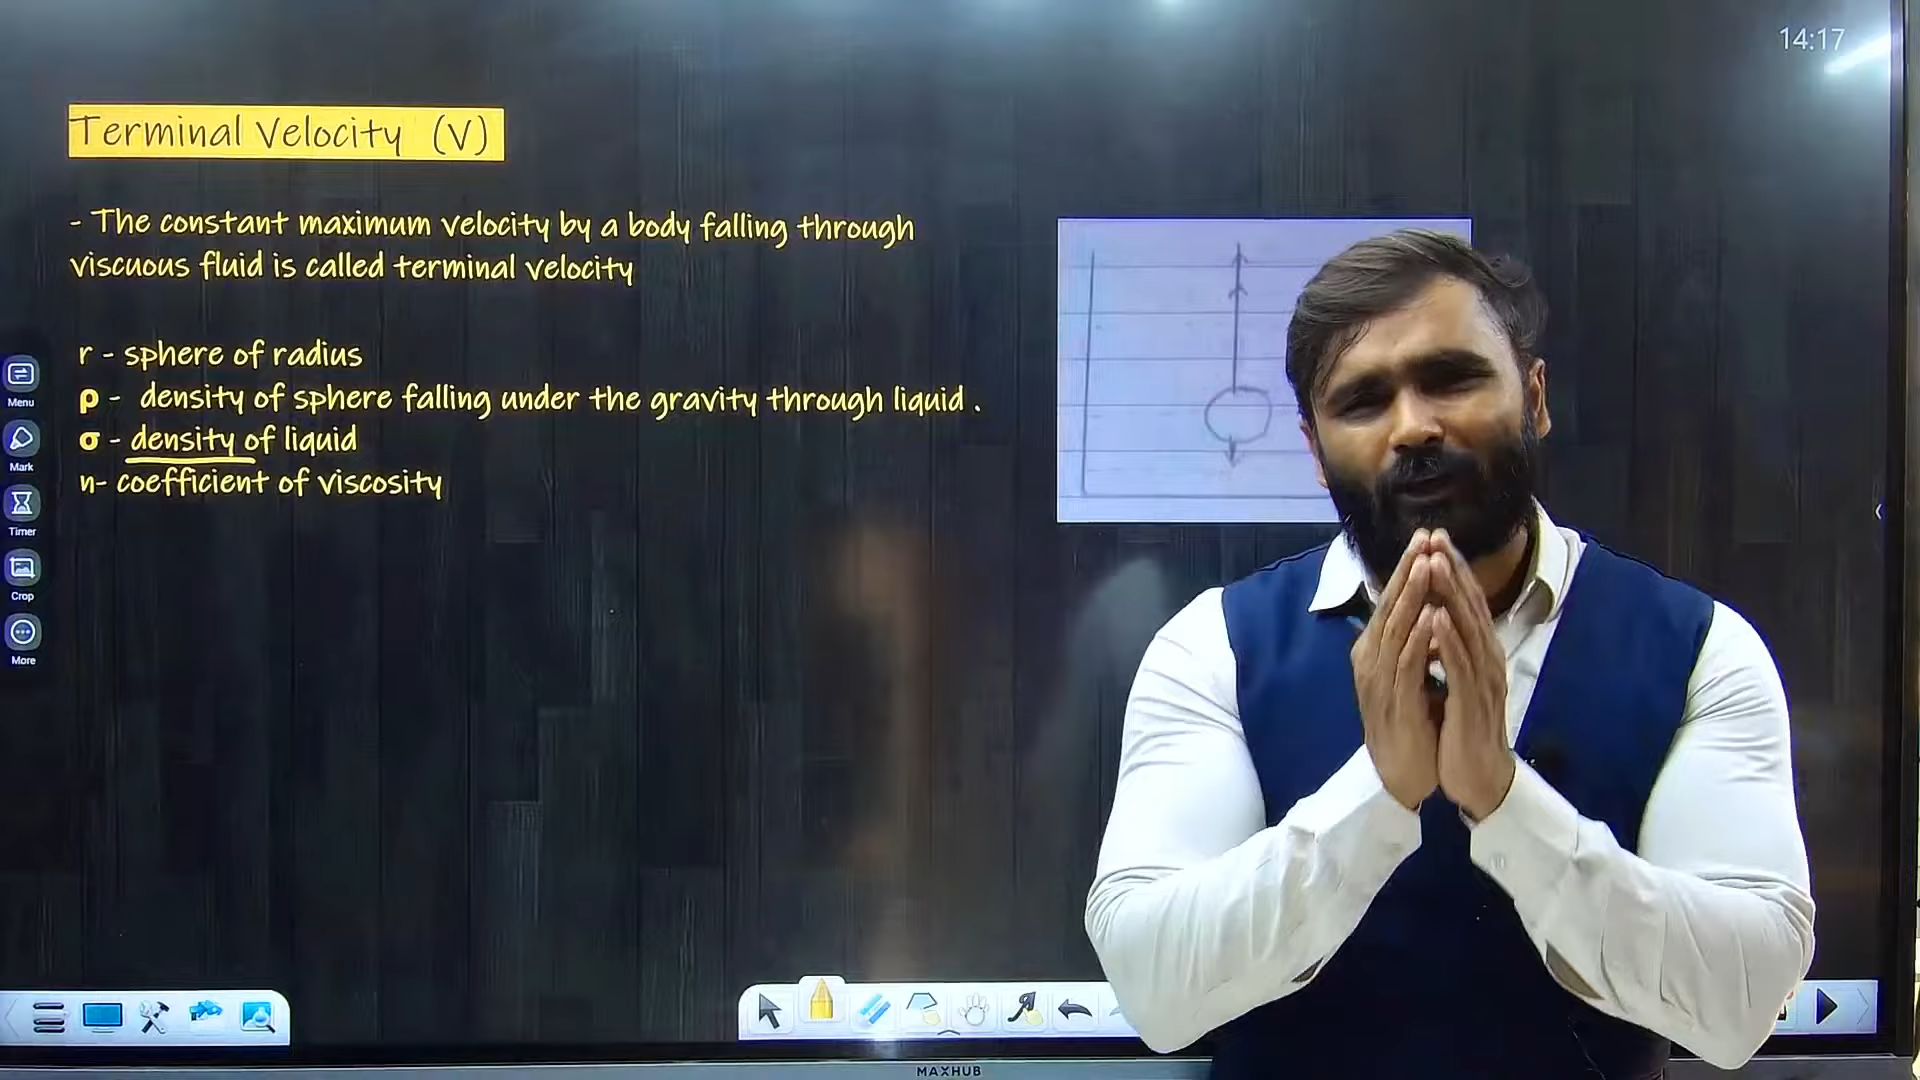 14:17
Terminal Velocity (V)
- The constant maximum velocity by a body falling through
viscuous fluid is called terminal velocity
r - sphere of radius
ρ - density of sphere falling under the gravity through liquid .
σ - density of liquid
n- coefficient of viscosity
Menu
Mark
Timer
Crop
More
MAXHUB